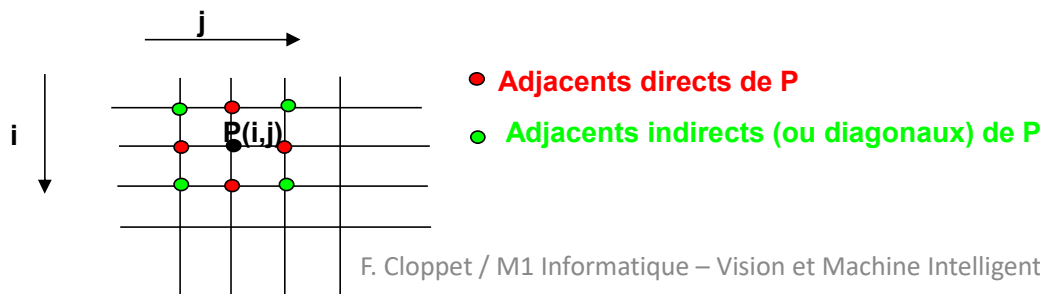 j
i
P(i,j)
Adjacents directs de P
Adjacents indirects (ou diagonaux) de P
F. Cloppet / M1 Informatique – Vision et Machine Intelligent